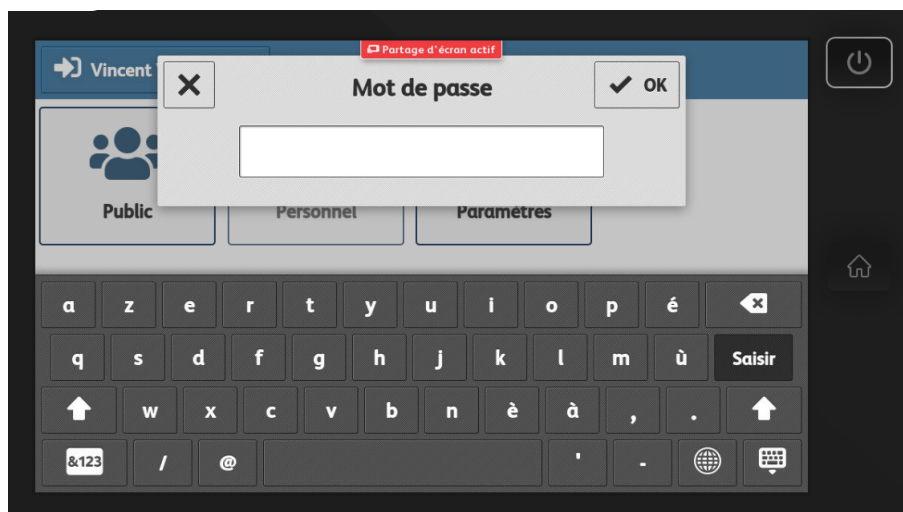 Partage d'écran actif
Vincent
Mot de passe
OK
Public
Personnel
Paramètres
a z e r t y u i o p é
q s d f g h j k l m ù Saisir
w x c v b n è à , .
&123 / @ ' -